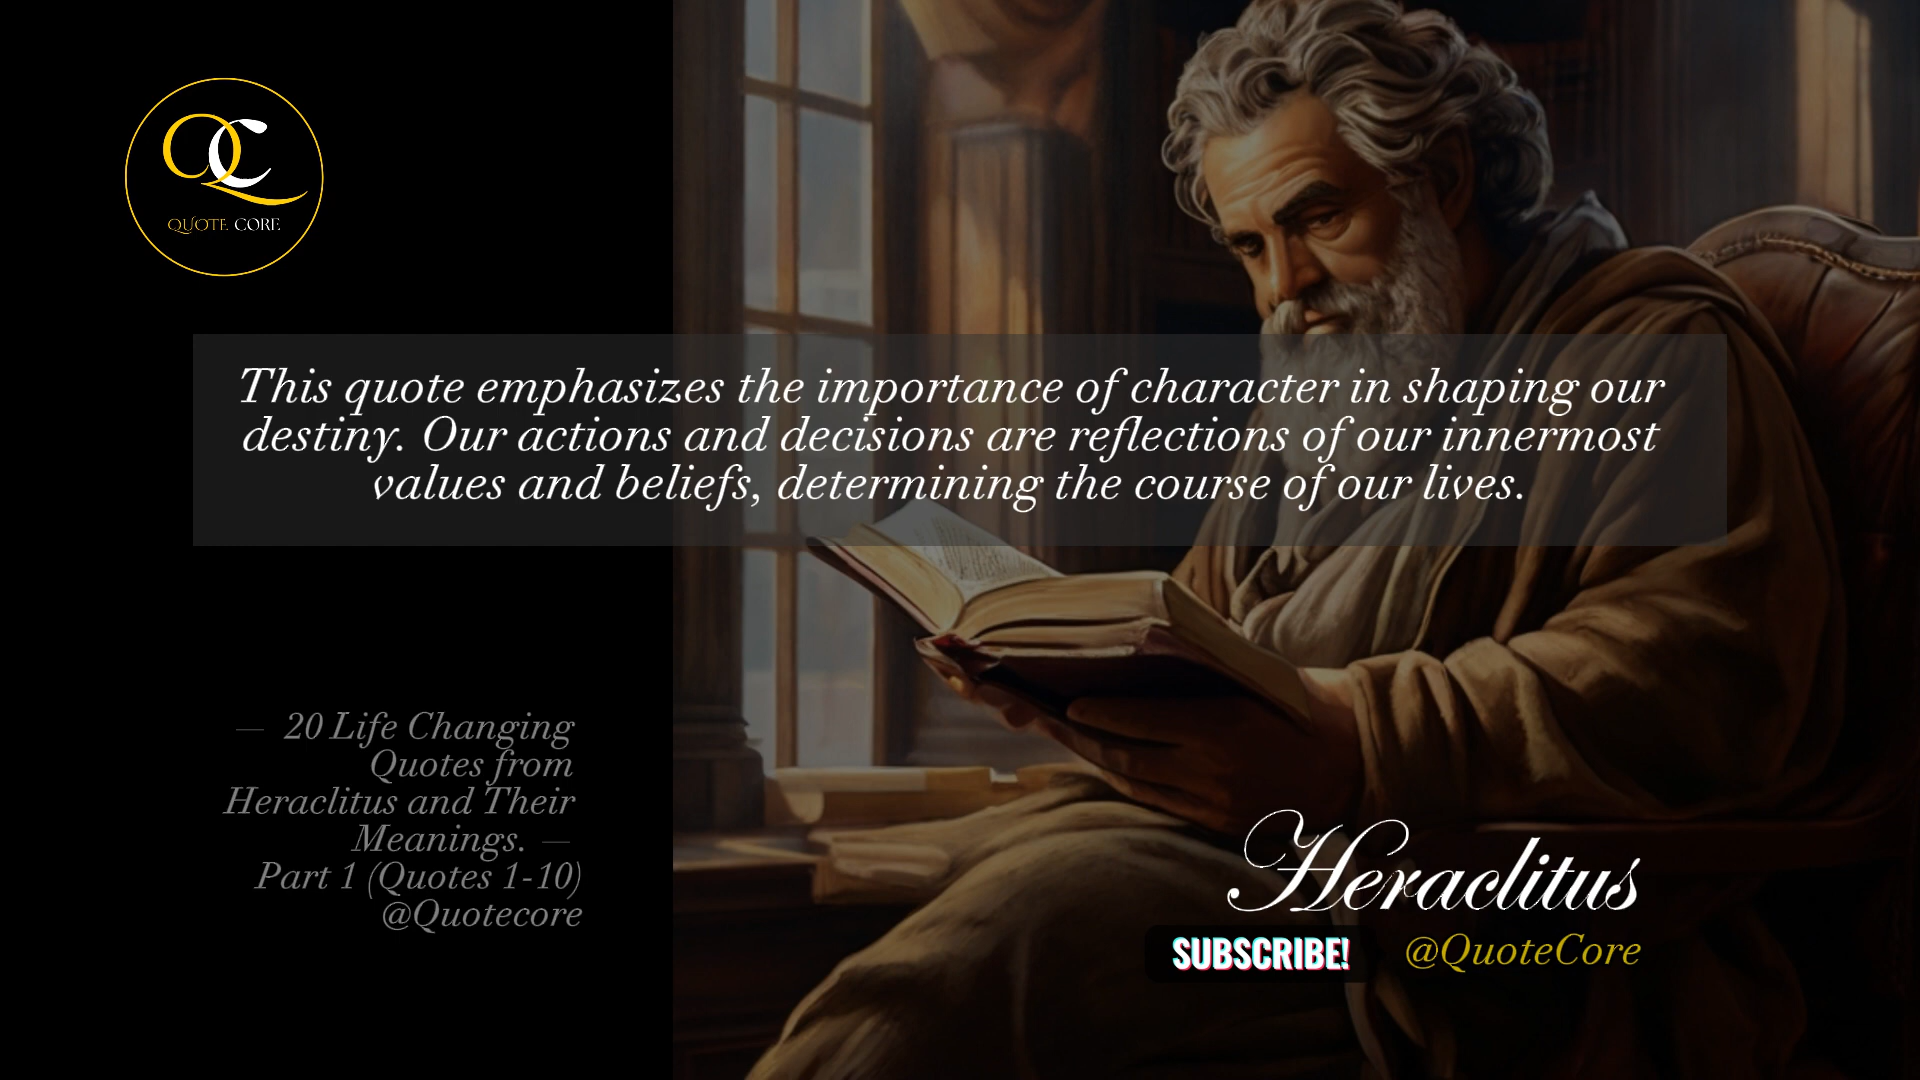 QC
QUOTE CORE
This quote emphasizes the importance of character in shaping our
destiny. Our actions and decisions are reflections of our innermost
values and beliefs, determining the course of our lives.
— 20 Life Changing
Quotes from
Heraclitus and Their
Meanings. —
Part 1 (Quotes 1-10)
@Quotecore
Heraclitus
SUBSCRIBE! @QuoteCore